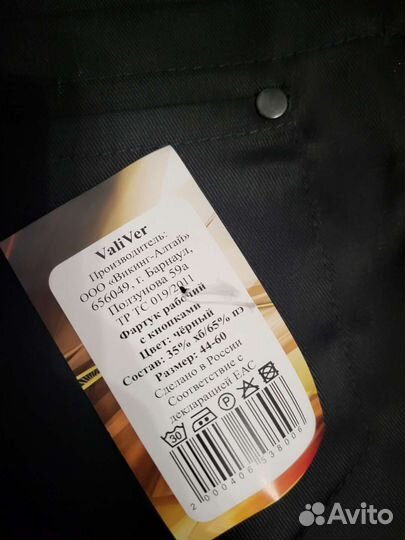 ValiVer
Производитель:
ООО «Викинг-Алтай»
656049, г. Барнаул,
Ползунова 59а
ТР ТС 019/2011
Фартук рабочий
с кнопками
Цвет: чёрный
Состав: 35% хб/65% пэ
Размер: 44-60
Сделано в России
Соответствие с
декларацией ЕАС
30
P
2000406538006
Avito